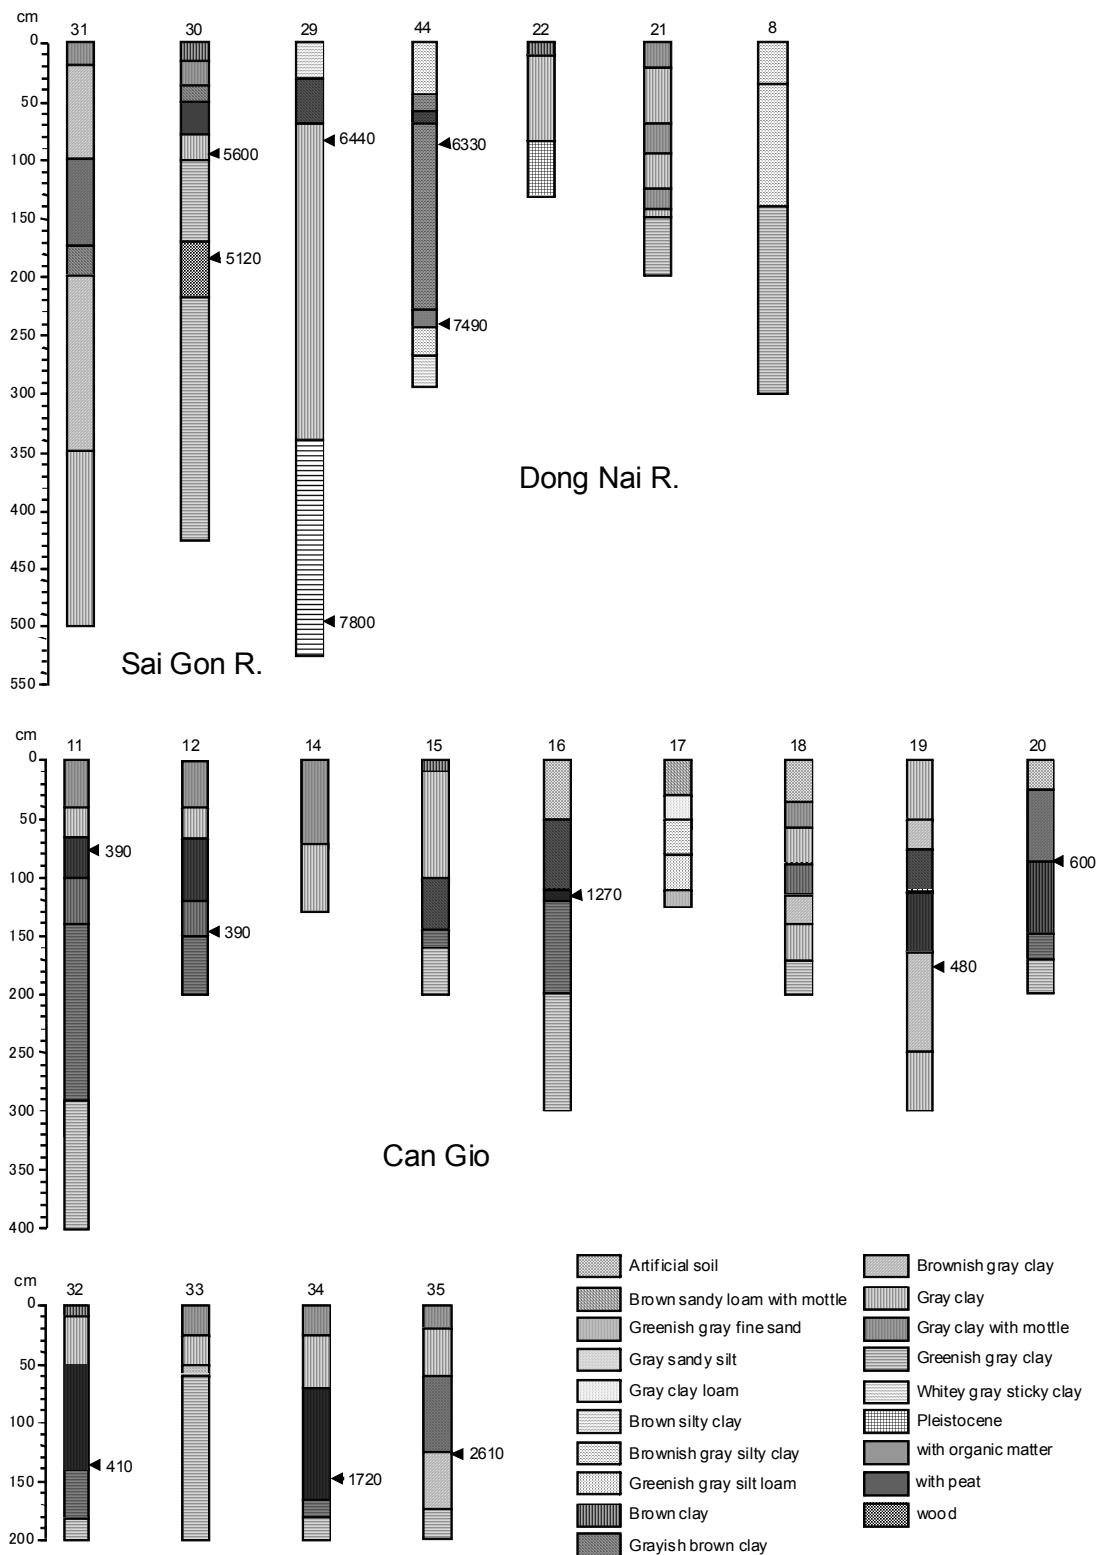 cm
31 30 29 44 22 21 8
0
50
100
150
200
250
300
350
400
450
500
550
5600
5120
6440
7800
6330
7490
Dong Nai R.
Sai Gon R.
cm
11 12 14 15 16 17 18 19 20
0
50
100
150
200
250
300
350
400
390
390
1270
480
600
Can Gio
cm
32 33 34 35
0
50
100
150
200
410
1720
2610
Artificial soil
Brown sandy loam with mottle
Greenish gray fine sand
Gray sandy silt
Gray clay loam
Brown silty clay
Brownish gray silty clay
Greenish gray silt loam
Brown clay
Grayish brown clay
Brownish gray clay
Gray clay
Gray clay with mottle
Greenish gray clay
Whitey gray sticky clay
Pleistocene
with organic matter
with peat
wood